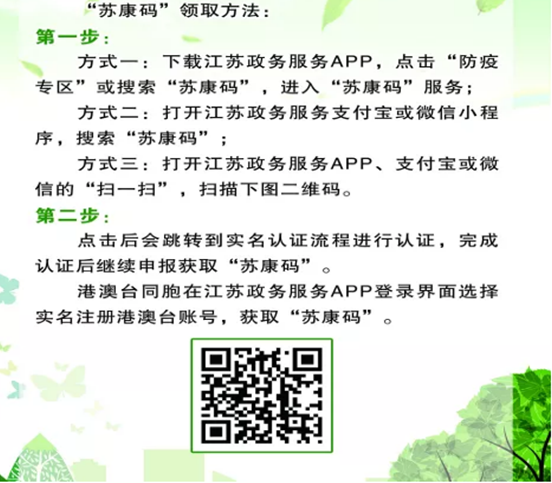 “苏康码”领取方法：
第一步：
方式一：下载江苏政务服务APP，点击“防疫
专区”或搜索“苏康码”，进入“苏康码”服务；
方式二：打开江苏政务服务支付宝或微信小程
序，搜索“苏康码”；
方式三：打开江苏政务服务APP、支付宝或微
信的“扫一扫”，扫描下图二维码。
第二步：
点击后会跳转到实名认证流程进行认证，完成
认证后继续申报获取“苏康码”。
港澳台同胞在江苏政务服务APP登录界面选择
实名注册港澳台账号，获取“苏康码”。